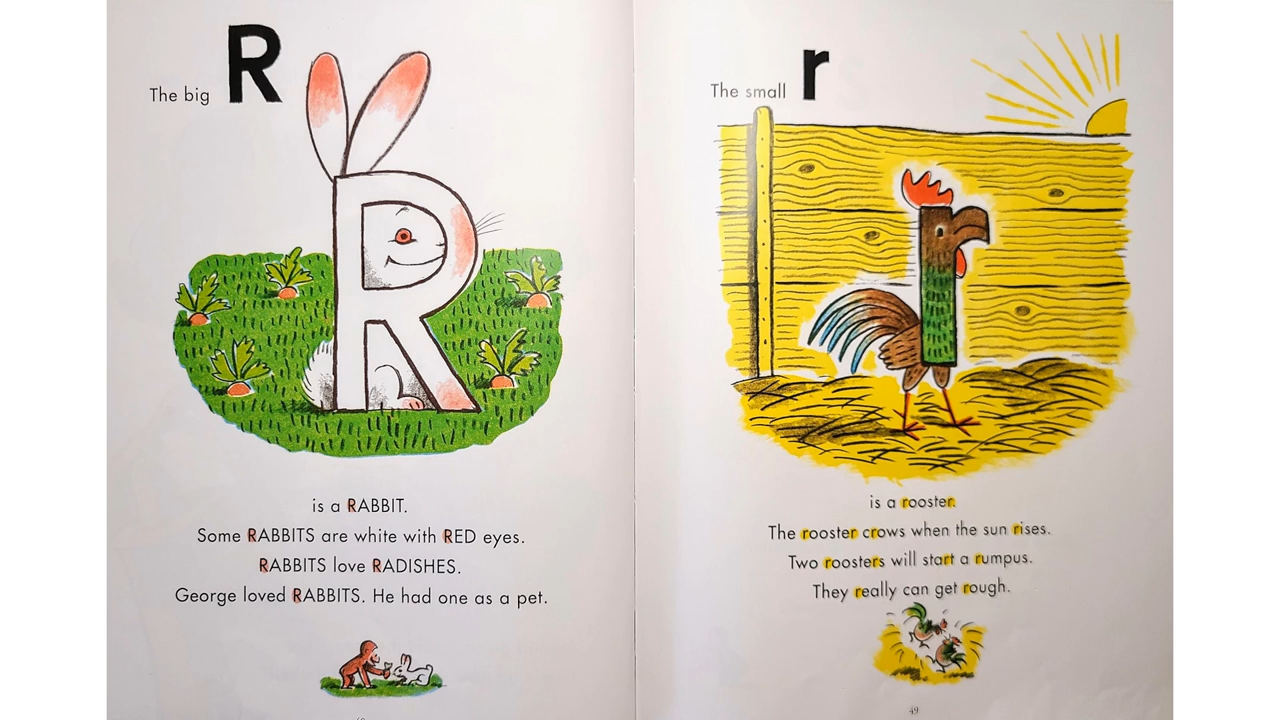 The big R
is a RABBIT.
Some RABBITS are white with RED eyes.
RABBITS love RADISHES.
George loved RABBITS. He had one as a pet.
The small r
is a rooster.
The rooster crows when the sun rises.
Two roosters will start a rumpus.
They really can get rough.
49